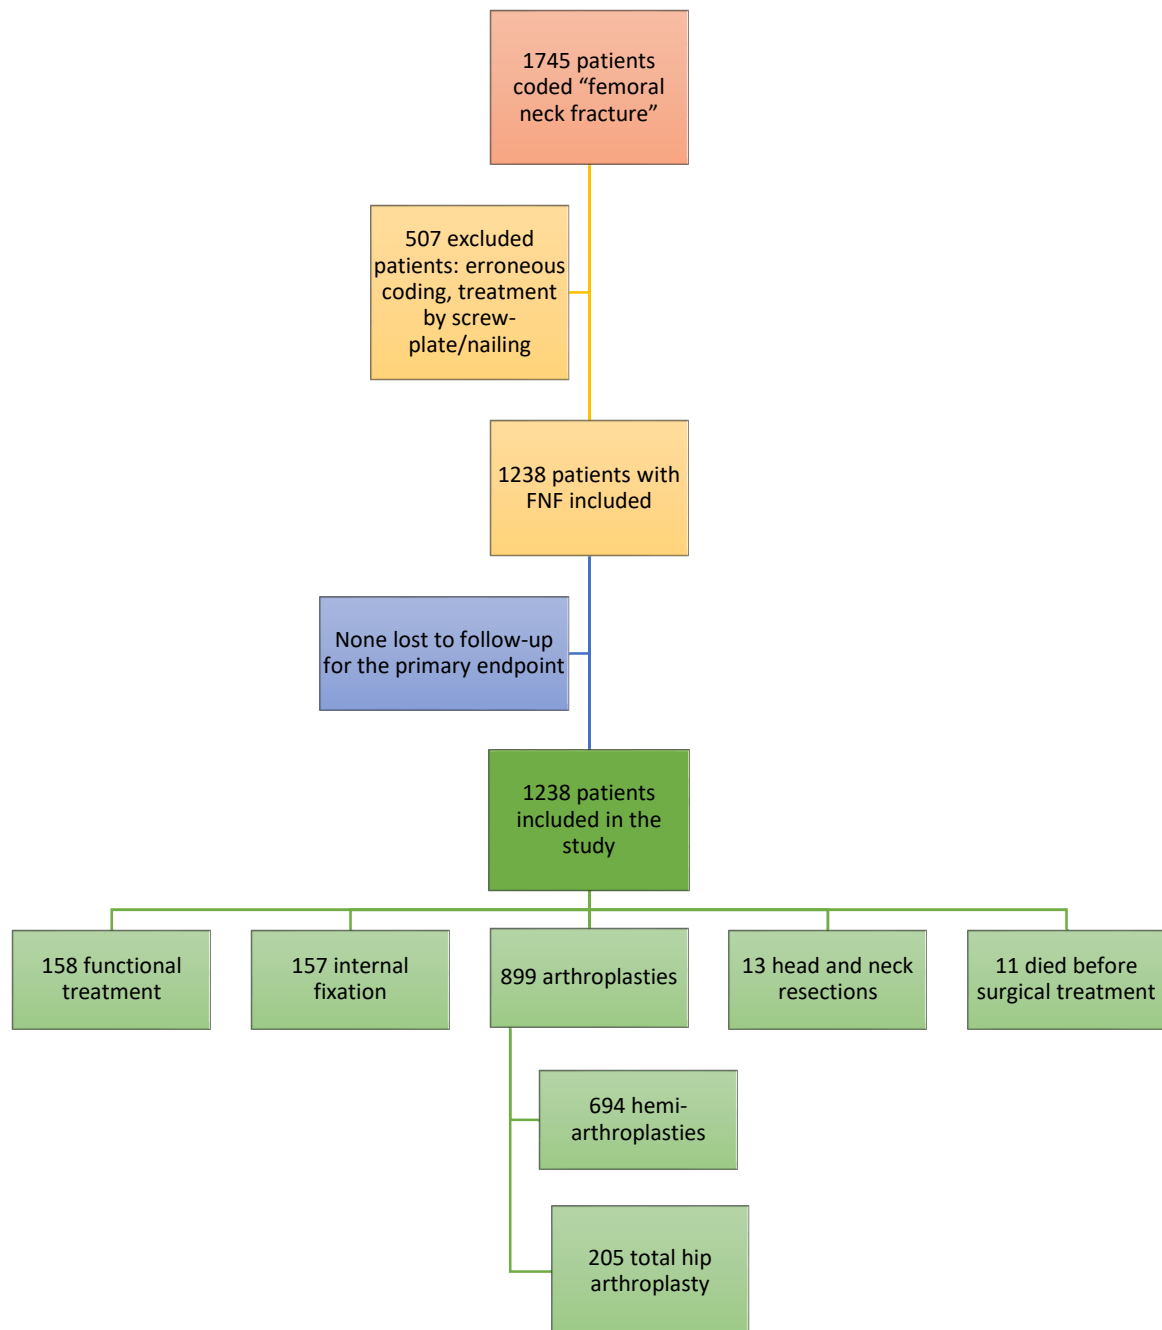 1745 patients
coded “femoral
neck fracture”
507 excluded
patients: erroneous
coding, treatment
by screw-
plate/nailing
1238 patients with
FNF included
None lost to follow-up
for the primary endpoint
1238 patients
included in the
study
158 functional
treatment
157 internal
fixation
899 arthroplasties
13 head and neck
resections
11 died before
surgical treatment
694 hemi-
arthroplasties
205 total hip
arthroplasty